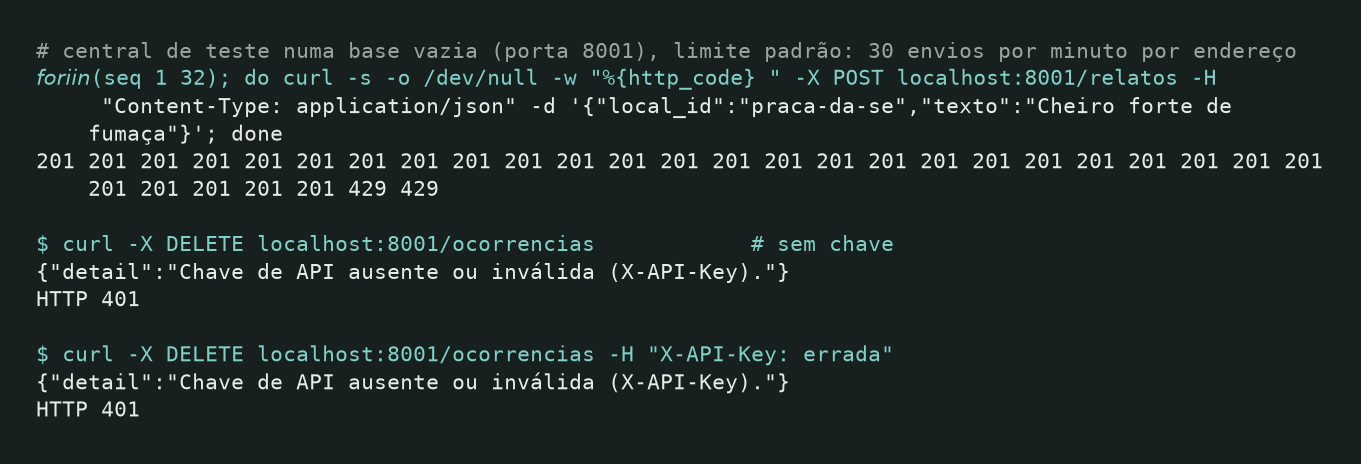 # central de teste numa base vazia (porta 8001), limite padrão: 30 envios por minuto por endereço
foriin(seq 1 32); do curl -s -o /dev/null -w "%{http_code} " -X POST localhost:8001/relatos -H
"Content-Type: application/json" -d '{"local_id":"praca-da-se","texto":"Cheiro forte de
fumaça"}'; done
201 201 201 201 201 201 201 201 201 201 201 201 201 201 201 201 201 201 201 201 201 201 201 201 201
201 201 201 201 201 429 429
$ curl -X DELETE localhost:8001/ocorrencias # sem chave
{"detail":"Chave de API ausente ou inválida (X-API-Key)."}
HTTP 401
$ curl -X DELETE localhost:8001/ocorrencias -H "X-API-Key: errada"
{"detail":"Chave de API ausente ou inválida (X-API-Key)."}
HTTP 401